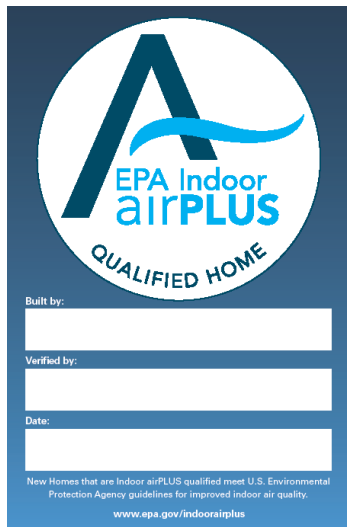 EPA Indoor
airPLUS
QUALIFIED HOME
Built by:
Verified by:
Date:
New Homes that are Indoor airPLUS qualified meet U.S. Environmental
Protection Agency guidelines for improved indoor air quality.
www.epa.gov/indoorairplus